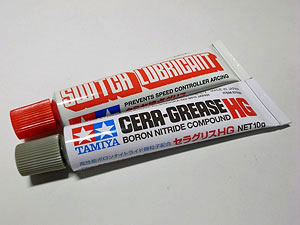 SWITCH LUBRICANT
PREVENTS SPEED CONTROLLER ARCING
TAMIYA
CERA-GREASE HG
BORON NITRIDE COMPOUND
セラグリスHG NET 10g